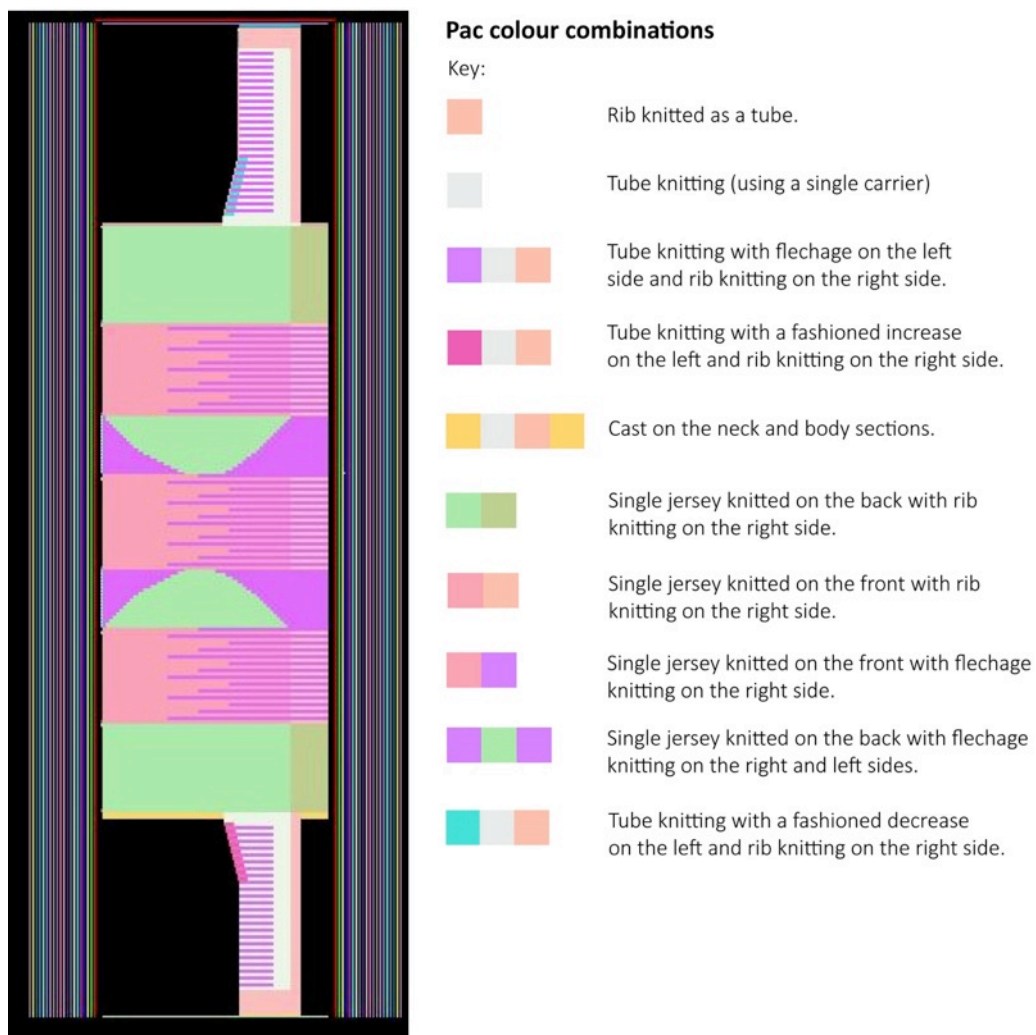 Pac colour combinations
Key:
Rib knitted as a tube.
Tube knitting (using a single carrier)
Tube knitting with flechage on the left
side and rib knitting on the right side.
Tube knitting with a fashioned increase
on the left and rib knitting on the right side.
Cast on the neck and body sections.
Single jersey knitted on the back with rib
knitting on the right side.
Single jersey knitted on the front with rib
knitting on the right side.
Single jersey knitted on the front with flechage
knitting on the right side.
Single jersey knitted on the back with flechage
knitting on the right and left sides.
Tube knitting with a fashioned decrease
on the left and rib knitting on the right side.